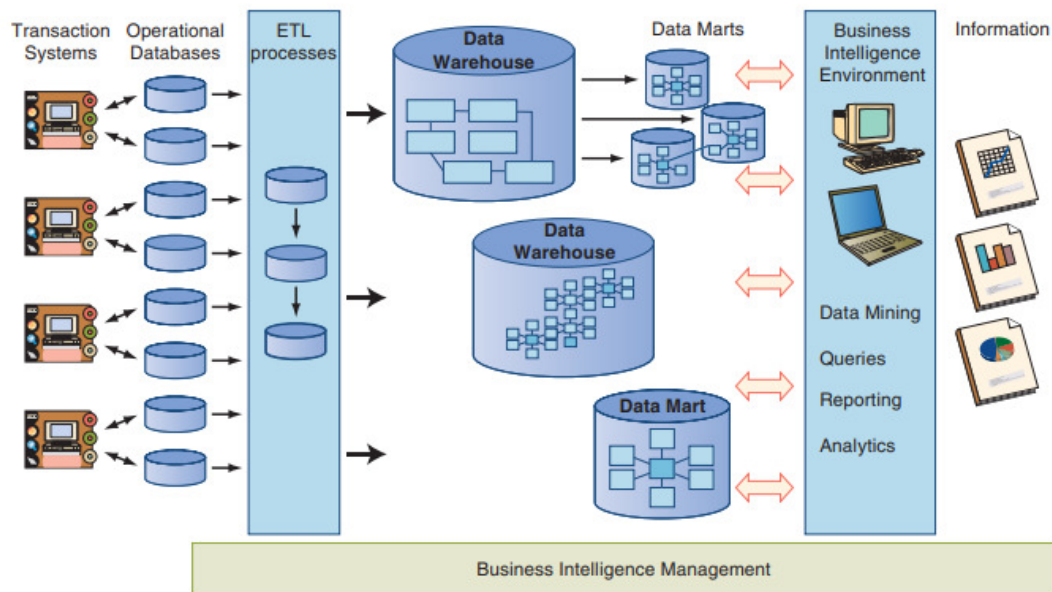 Transaction
Systems
Operational
Databases
ETL
processes
Data
Warehouse
Data Marts
Business
Intelligence
Environment
Information
Data
Warehouse
Data Mart
Data Mining
Queries
Reporting
Analytics
Business Intelligence Management